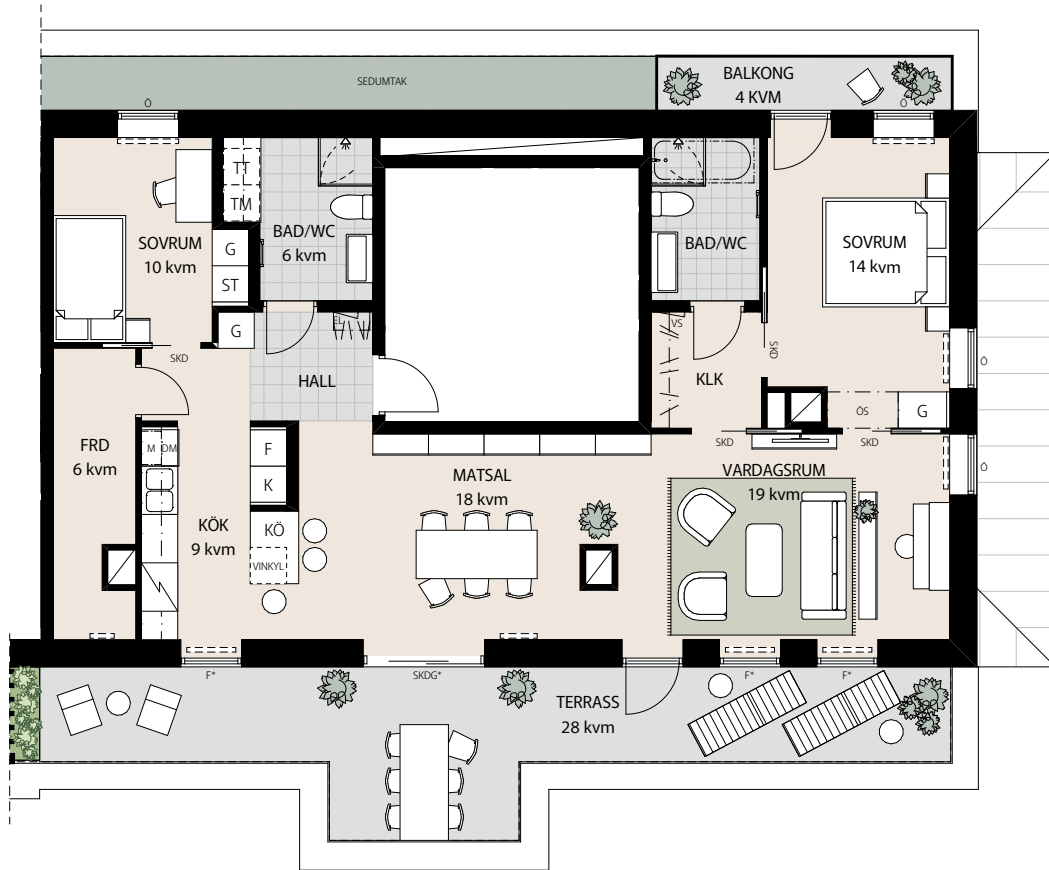 SEDUMTAK
BALKONG
4 KVM
Ö
Ö
TT
TM
BAD/WC
6 kvm
SOVRUM
10 kvm
G
ST
G
BAD/WC
SOVRUM
14 kvm
SKD
HALL
VS
SKD
KLK
Ö
ÖS
G
FRD
6 kvm
M
DM
F
K
SKD
SKD
MATSAL
18 kvm
VARDAGSRUM
19 kvm
Ö
KÖK
9 kvm
KÖ
VINKYL
F*
SKDG*
F*
F*
TERRASS
28 kvm